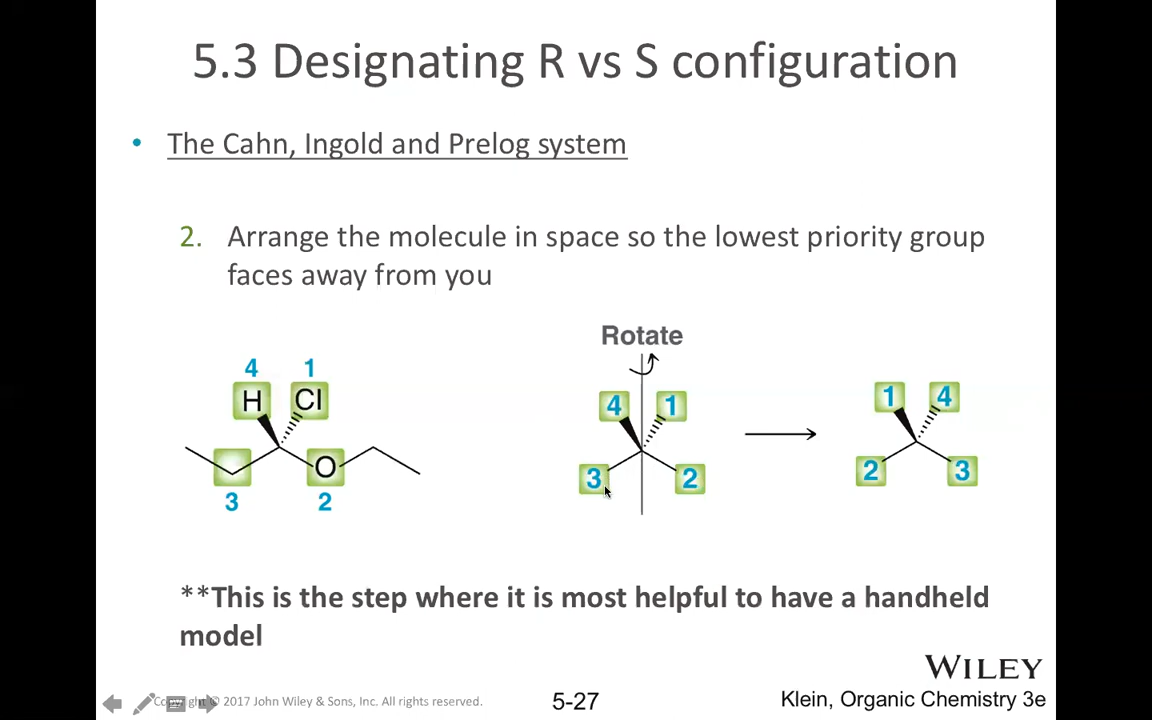 5.3 Designating R vs S configuration
• The Cahn, Ingold and Prelog system
2. Arrange the molecule in space so the lowest priority group
faces away from you
Rotate
4 1
H Cl
O
3 2
4 1
3 2
1 4
2 3
**This is the step where it is most helpful to have a handheld
model
WILEY
Copyright © 2017 John Wiley & Sons, Inc. All rights reserved.
5-27
Klein, Organic Chemistry 3e